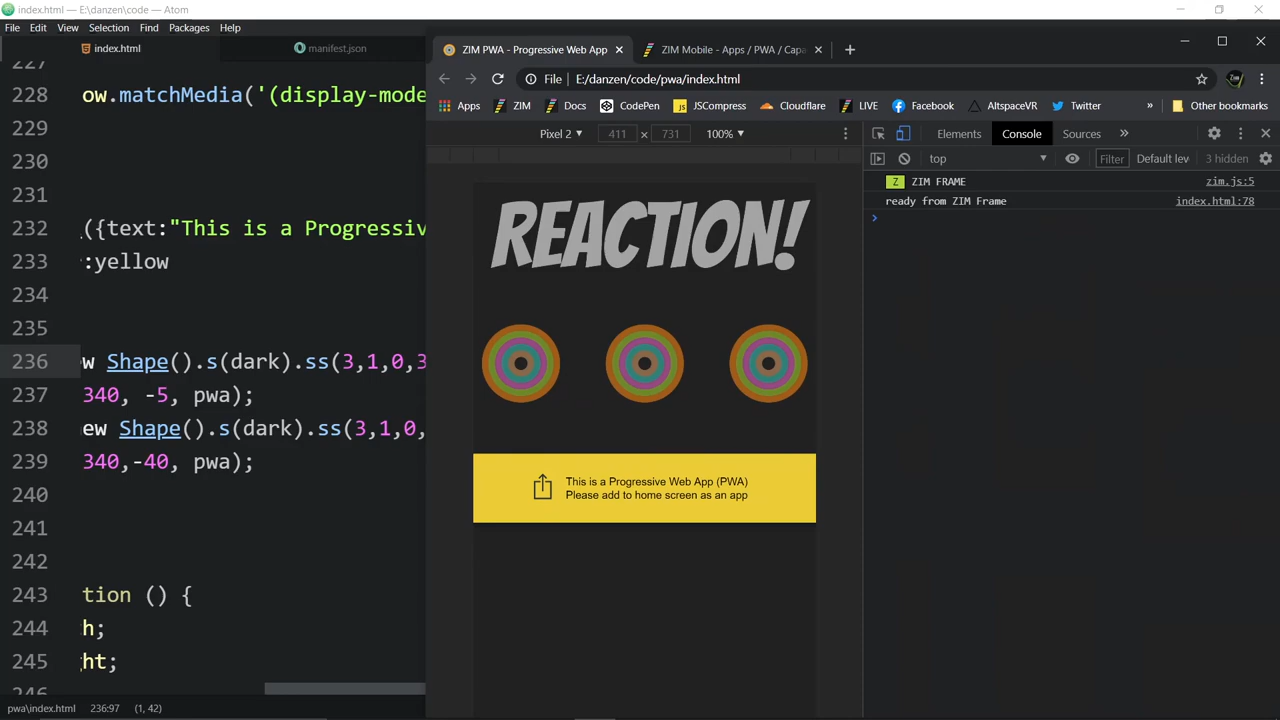 index.html — E:\danzen\code — Atom
File Edit View Selection Find Packages Help
index.html
manifest.json
227
228 ow.matchMedia('(display-mode
229
230
231
232 ({text:"This is a Progressiv
233 :yellow
234
235
236 w Shape().s(dark).ss(3,1,0,3
237 340, -5, pwa);
238 ew Shape().s(dark).ss(3,1,0,
239 340,-40, pwa);
240
241
242
243 tion () {
244 h;
245 ht;
246
pwa\index.html 236:97 (1, 42)
ZIM PWA - Progressive Web App
ZIM Mobile - Apps / PWA / Capa
File E:/danzen/code/pwa/index.html
Apps ZIM Docs CodePen JSCompress Cloudflare LIVE Facebook AltspaceVR Twitter » Other bookmarks
Pixel 2 411 × 731 100%
REACTION!
This is a Progressive Web App (PWA)
Please add to home screen as an app
Elements Console Sources »
top Filter Default lev 3 hidden
Z ZIM FRAME zim.js:5
ready from ZIM Frame index.html:78